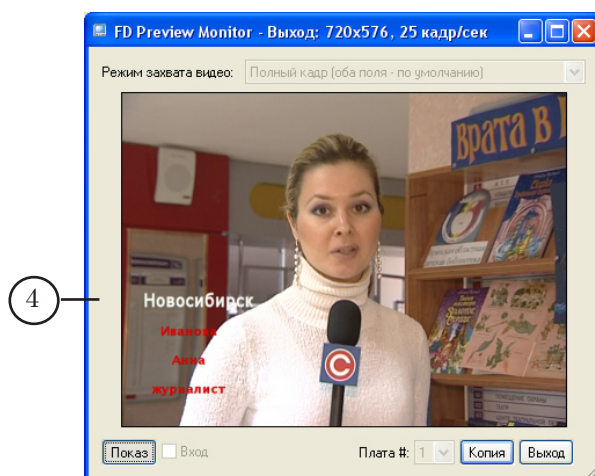 FD Preview Monitor - Выход: 720x576, 25 кадр/сек
Режим захвата видео: Полный кадр (оба поля - по умолчанию)
Врата в
Новосибирск
Иванова
Анна
журналист
4
Показ Вход Плата #: 1 Копия Выход